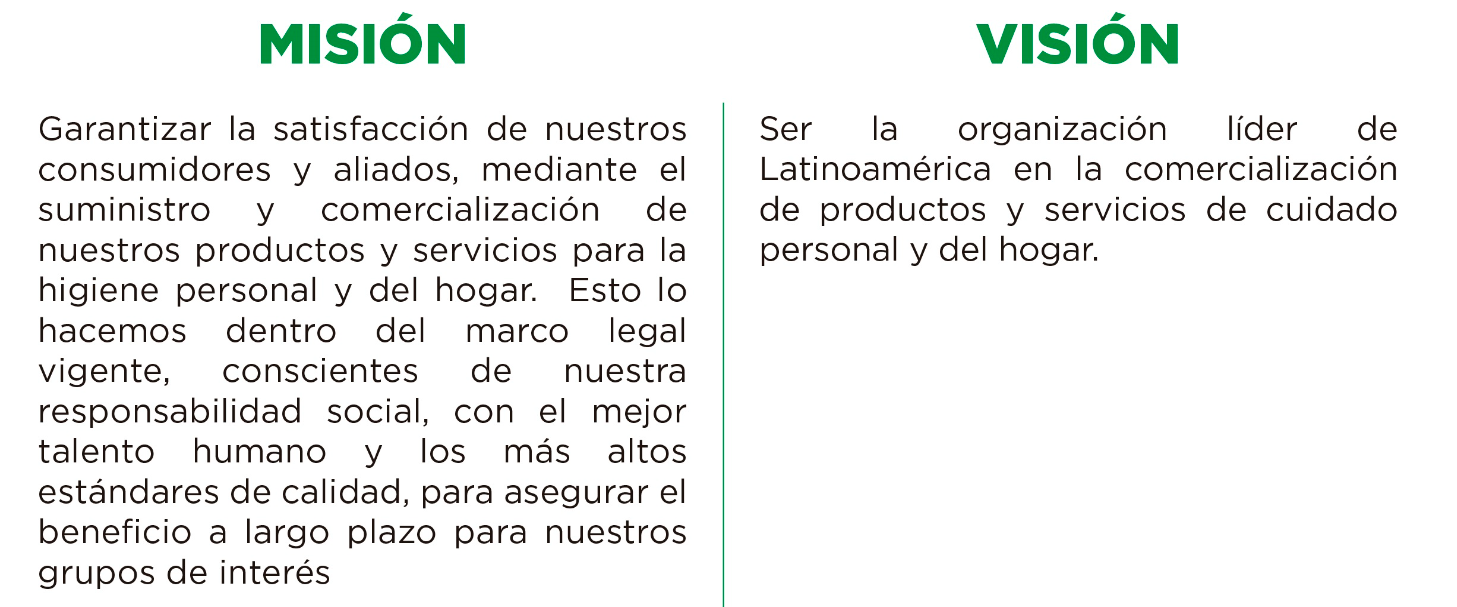 MISIÓN
Garantizar la satisfacción de nuestros
consumidores y aliados, mediante el
suministro y comercialización de
nuestros productos y servicios para la
higiene personal y del hogar. Esto lo
hacemos dentro del marco legal
vigente, conscientes de nuestra
responsabilidad social, con el mejor
talento humano y los más altos
estándares de calidad, para asegurar el
beneficio a largo plazo para nuestros
grupos de interés
VISIÓN
Ser la organización líder de
Latinoamérica en la comercialización
de productos y servicios de cuidado
personal y del hogar.